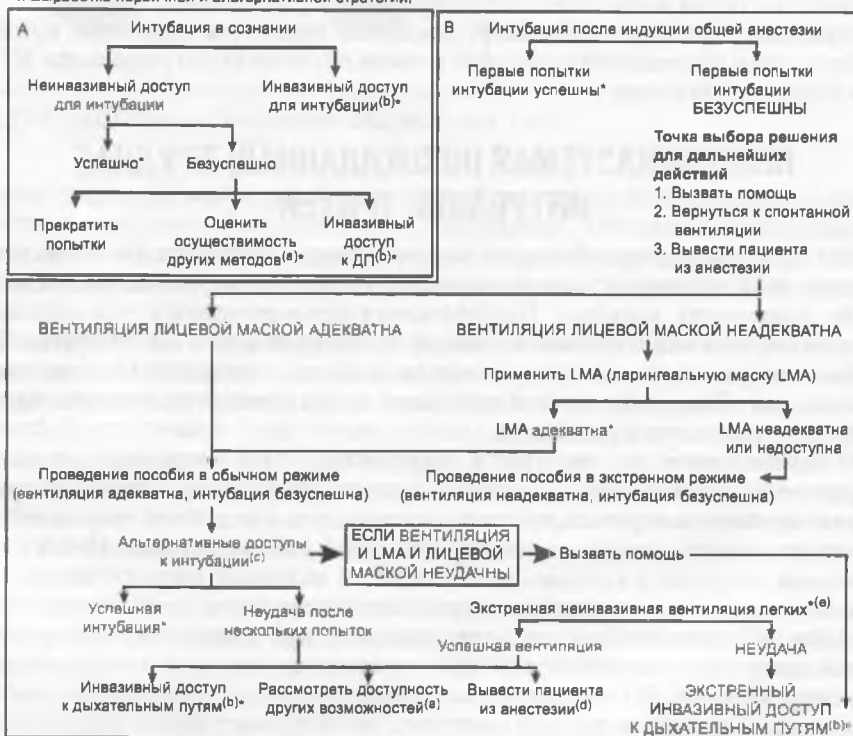 4. Выработка первичной и альтернативной стратегий:
A
Интубация в сознании
Неинвазивный доступ
для интубации
Инвазивный доступ
для интубации(b)*
Успешно*
Безуспешно
Прекратить
попытки
Оценить
осуществимость
других методов(a)*
Инвазивный
доступ
к ДП(b)*
B
Интубация после индукции общей анестезии
Первые попытки
интубации успешны*
Первые попытки
интубации
БЕЗУСПЕШНЫ
Точка выбора решения
для дальнейших
действий
1. Вызвать помощь
2. Вернуться к спонтанной
вентиляции
3. Вывести пациента
из анестезии
ВЕНТИЛЯЦИЯ ЛИЦЕВОЙ МАСКОЙ АДЕКВАТНА
ВЕНТИЛЯЦИЯ ЛИЦЕВОЙ МАСКОЙ НЕАДЕКВАТНА
Применить LMA (ларингеальную маску LMA)
LMA адекватна*
LMA неадекватна
или недоступна
Проведение пособия в обычном режиме
(вентиляция адекватна, интубация безуспешна)
Проведение пособия в экстренном режиме
(вентиляция неадекватна, интубация безуспешна)
Альтернативные доступы
к интубации(c)
ЕСЛИ ВЕНТИЛЯЦИЯ
И LMA И ЛИЦЕВОЙ
МАСКОЙ НЕУДАЧНЫ
Вызвать помощь
Успешная
интубация*
Неудача после
нескольких попыток
Экстренная неинвазивная вентиляция легких*(e)
Успешная вентиляция
НЕУДАЧА
Инвазивный доступ
к дыхательным путям(b)*
Рассмотреть доступность
других возможностей(a)
Вывести пациента
из анестезии(d)
ЭКСТРЕННЫЙ
ИНВАЗИВНЫЙ ДОСТУП
К ДЫХАТЕЛЬНЫМ ПУТЯМ(b)*